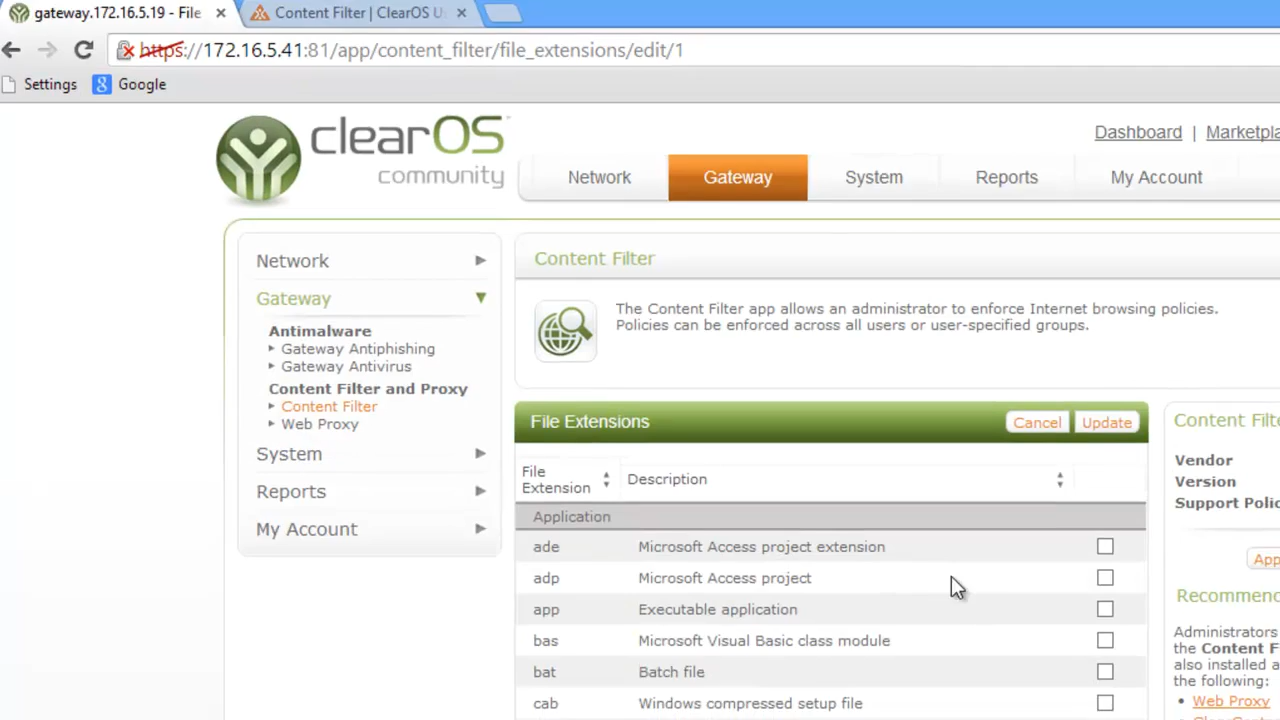 gateway.172.16.5.19 - File
Content Filter | ClearOS U
https://172.16.5.41:81/app/content_filter/file_extensions/edit/1
Settings
Google
clearOS
community
Dashboard | Marketpla
Network
Gateway
System
Reports
My Account
Network
Gateway
Antimalware
Gateway Antiphishing
Gateway Antivirus
Content Filter and Proxy
Content Filter
Web Proxy
System
Reports
My Account
Content Filter
The Content Filter app allows an administrator to enforce Internet browsing policies.
Policies can be enforced across all users or user-specified groups.
File Extensions
Cancel
Update
File
Extension
Description
Application
ade Microsoft Access project extension
adp Microsoft Access project
app Executable application
bas Microsoft Visual Basic class module
bat Batch file
cab Windows compressed setup file
Content Filte
Vendor
Version
Support Polic
App
Recommend
Administrators
the Content F
also installed a
the following:
Web Proxy